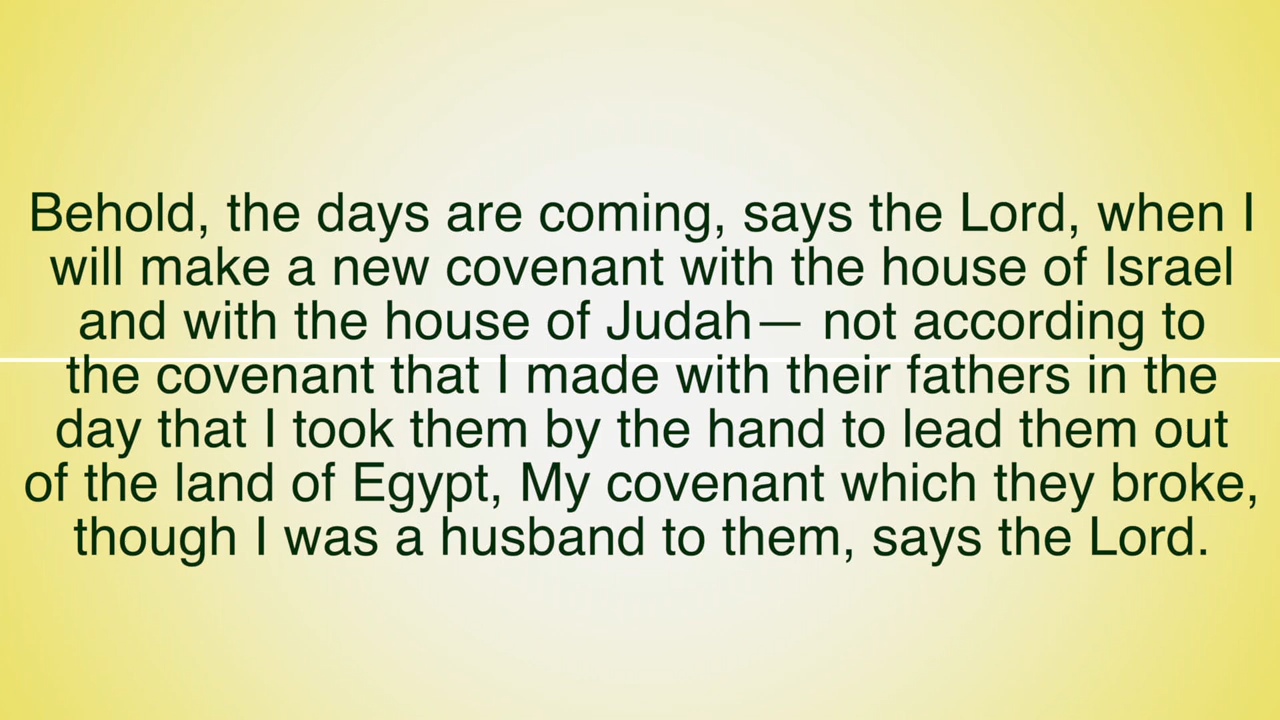 Behold, the days are coming, says the Lord, when I
will make a new covenant with the house of Israel
and with the house of Judah— not according to
the covenant that I made with their fathers in the
day that I took them by the hand to lead them out
of the land of Egypt, My covenant which they broke,
though I was a husband to them, says the Lord.